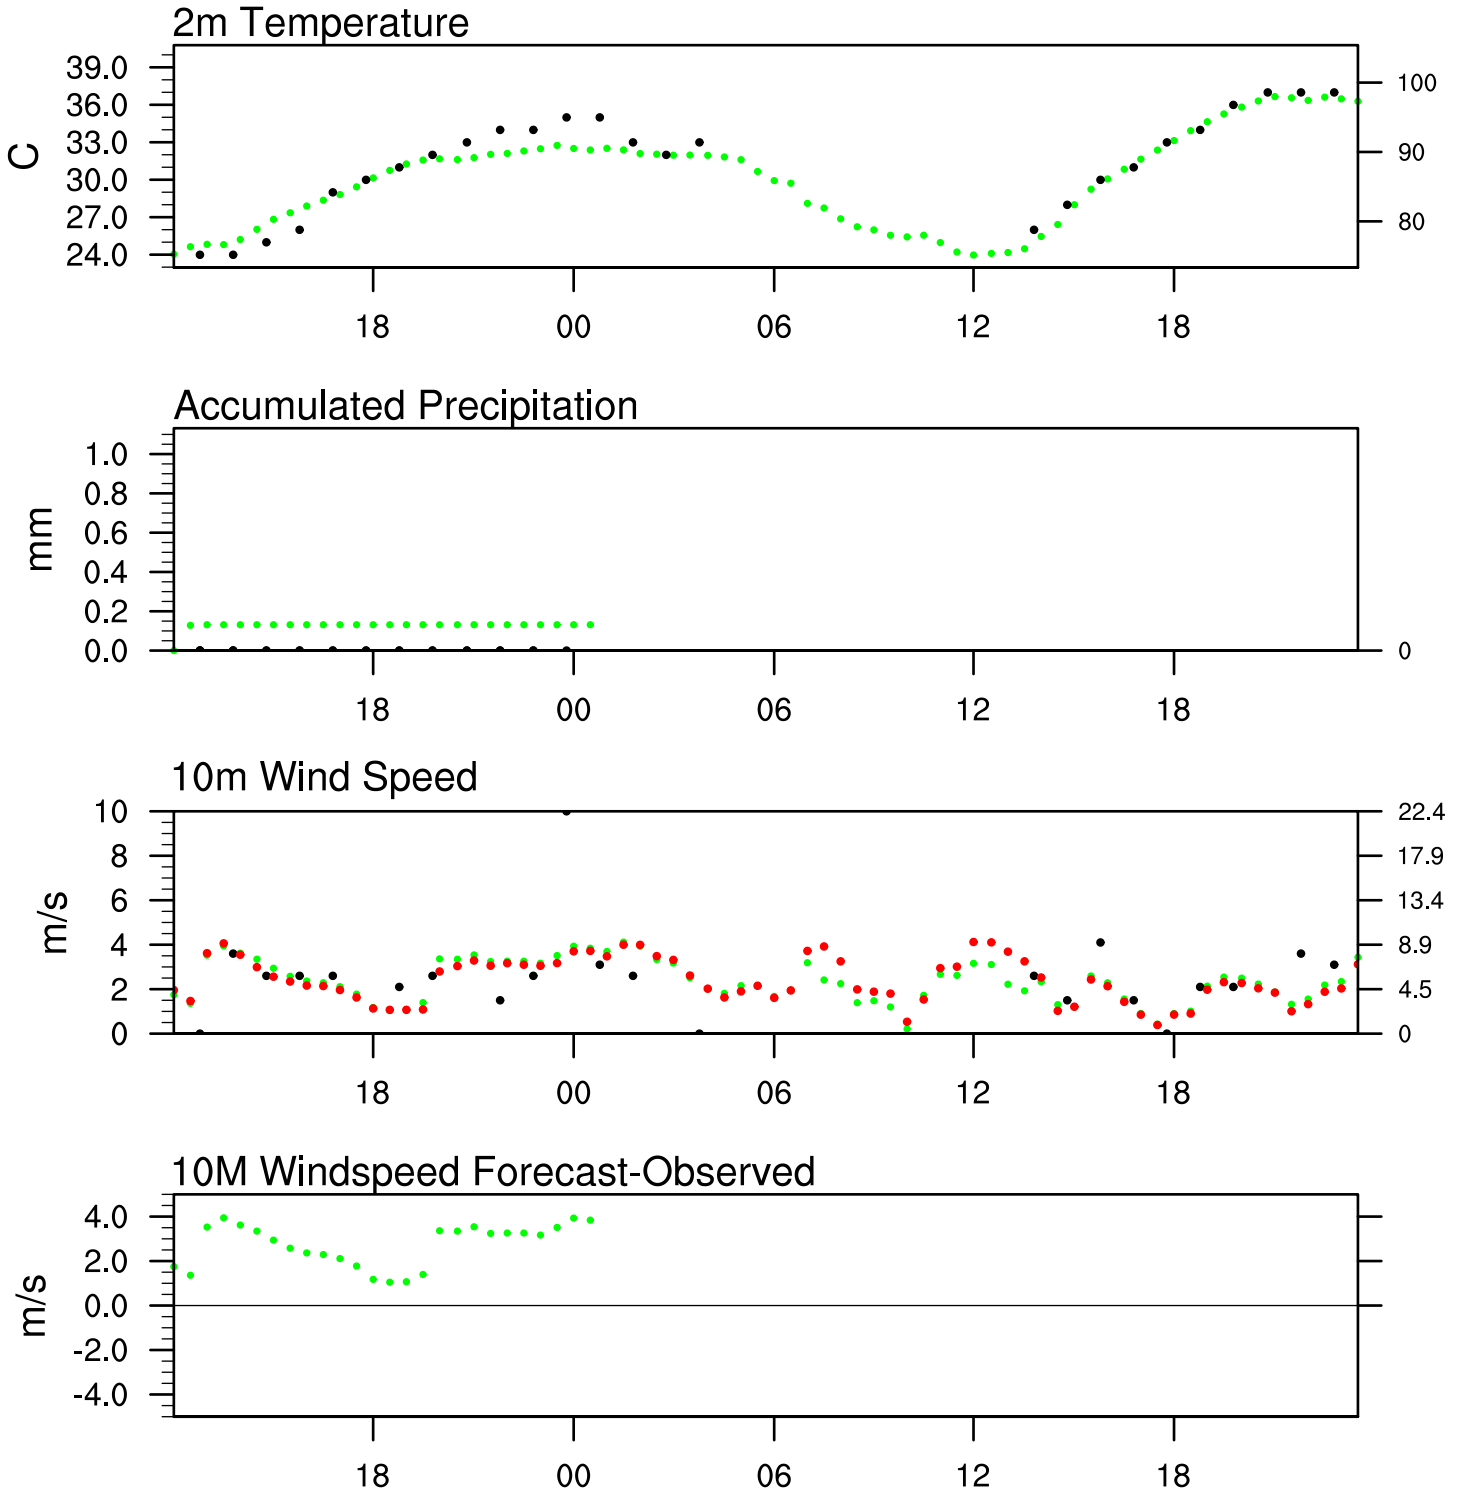 2m Temperature
39.0
36.0
33.0
30.0
27.0
24.0
C
100
90
80
18 00 06 12 18
Accumulated Precipitation
1.0
0.8
0.6
0.4
0.2
0.0
mm
0
18 00 06 12 18
10m Wind Speed
10
8
6
4
2
0
m/s
22.4
17.9
13.4
8.9
4.5
0
18 00 06 12 18
10M Windspeed Forecast-Observed
4.0
2.0
0.0
-2.0
-4.0
m/s
18 00 06 12 18